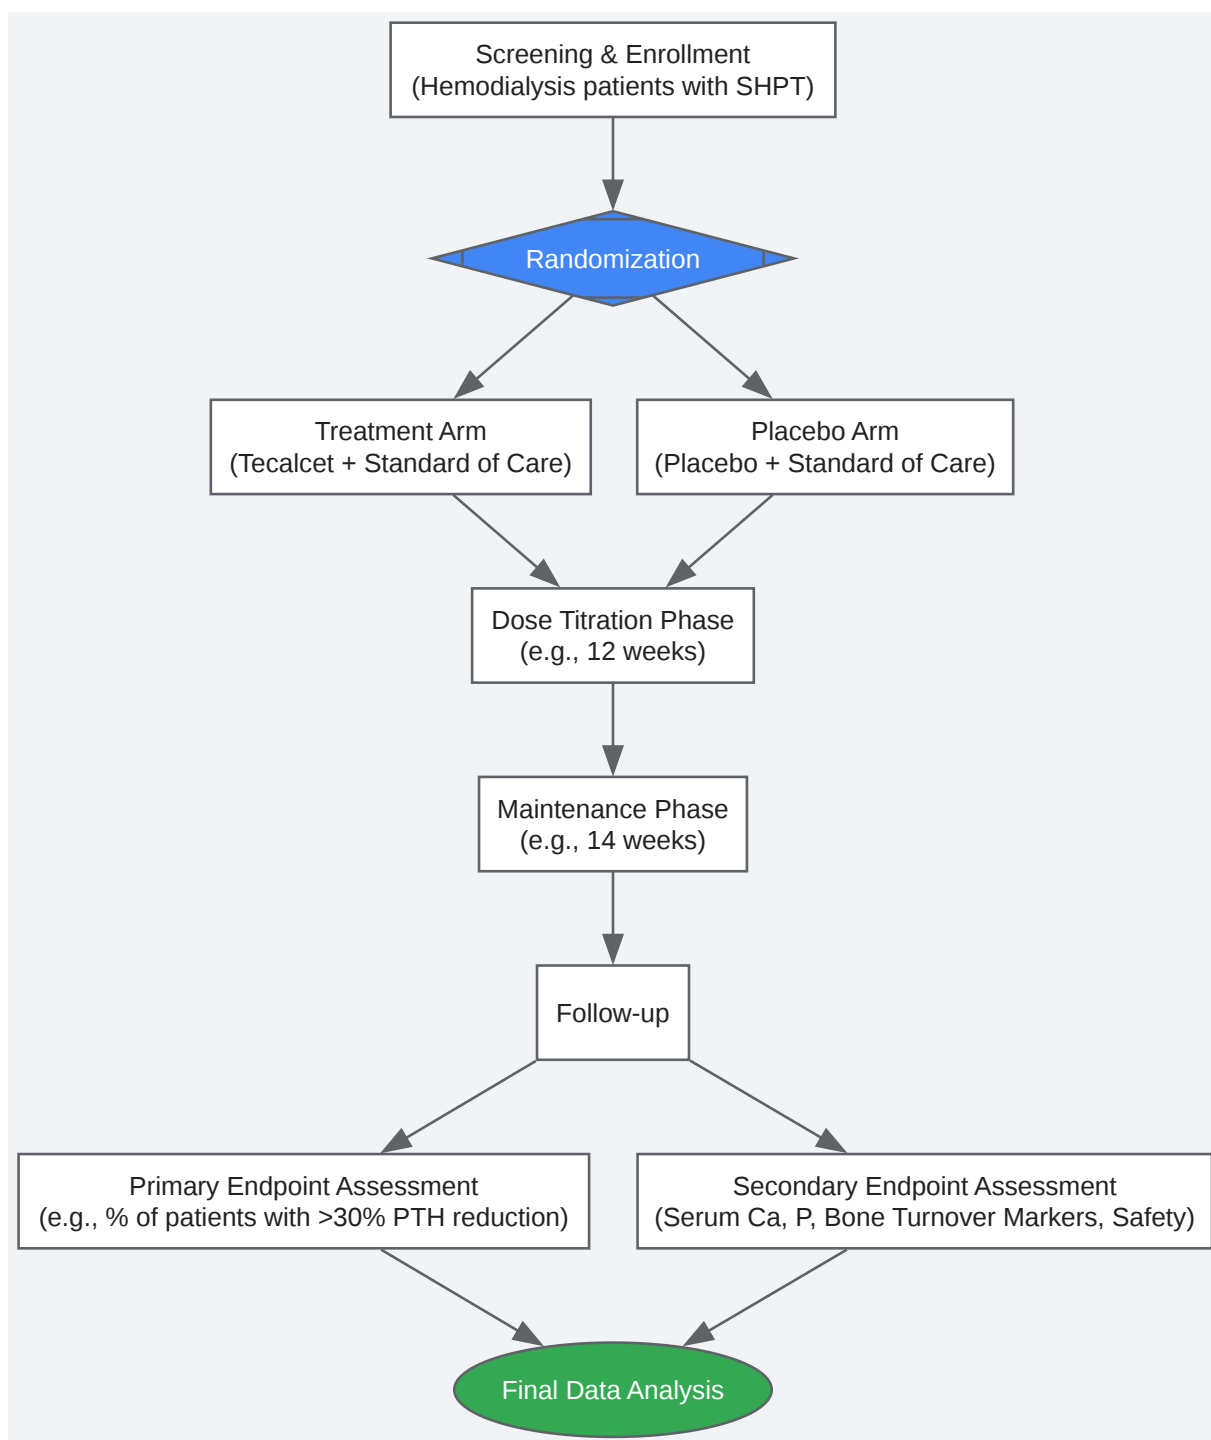 Screening & Enrollment
(Hemodialysis patients with SHPT)
Randomization
Treatment Arm
(Tecalcet + Standard of Care)
Placebo Arm
(Placebo + Standard of Care)
Dose Titration Phase
(e.g., 12 weeks)
Maintenance Phase
(e.g., 14 weeks)
Follow-up
Primary Endpoint Assessment
(e.g., % of patients with >30% PTH reduction)
Secondary Endpoint Assessment
(Serum Ca, P, Bone Turnover Markers, Safety)
Final Data Analysis